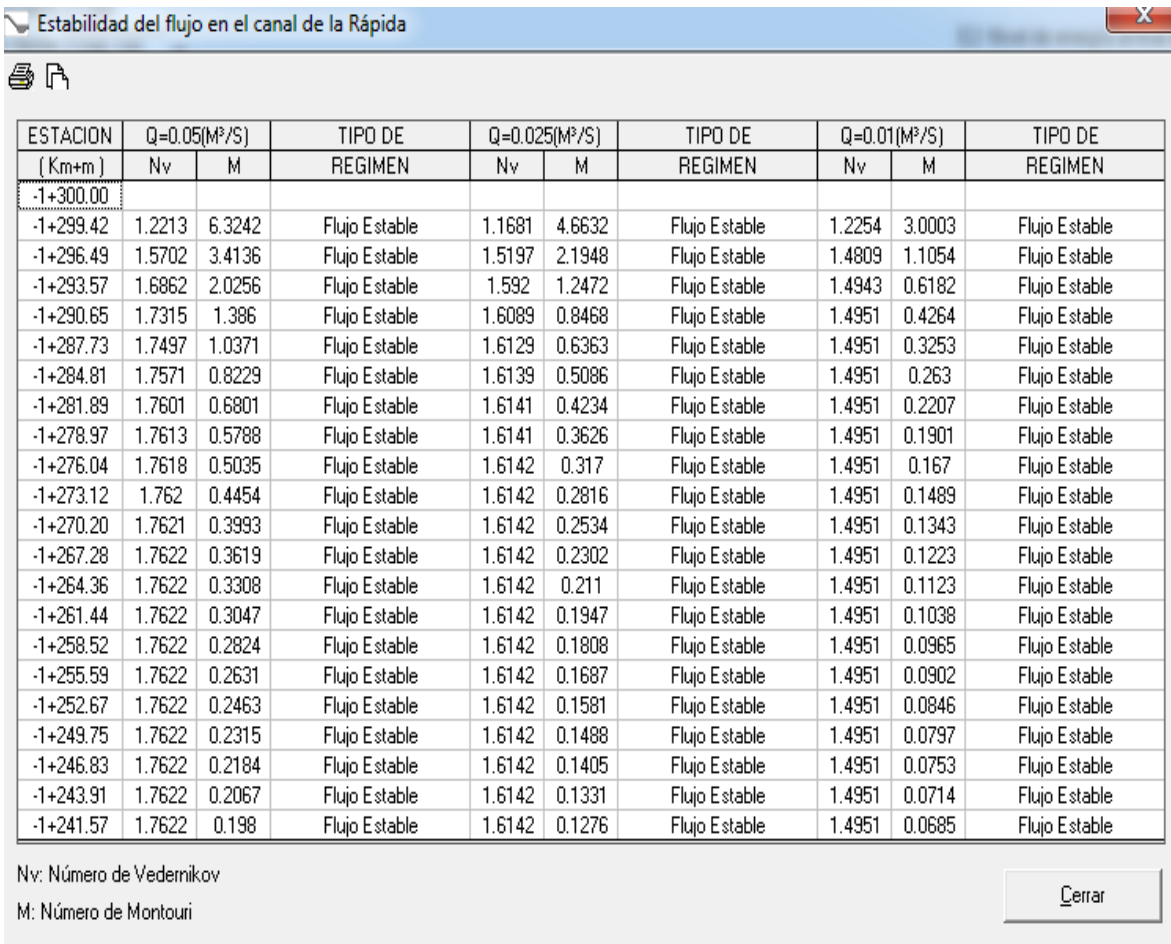 Estabilidad del flujo en el canal de la Rápida
ESTACION Q=0.05(M³/S) TIPO DE Q=0.025(M³/S) TIPO DE Q=0.01(M³/S) TIPO DE
( Km+m ) Nv M REGIMEN Nv M REGIMEN Nv M REGIMEN
-1+300.00
-1+299.42 1.2213 6.3242 Flujo Estable 1.1681 4.6632 Flujo Estable 1.2254 3.0003 Flujo Estable
-1+296.49 1.5702 3.4136 Flujo Estable 1.5197 2.1948 Flujo Estable 1.4809 1.1054 Flujo Estable
-1+293.57 1.6862 2.0256 Flujo Estable 1.592 1.2472 Flujo Estable 1.4943 0.6182 Flujo Estable
-1+290.65 1.7315 1.386 Flujo Estable 1.6089 0.8468 Flujo Estable 1.4951 0.4264 Flujo Estable
-1+287.73 1.7497 1.0371 Flujo Estable 1.6129 0.6363 Flujo Estable 1.4951 0.3253 Flujo Estable
-1+284.81 1.7571 0.8229 Flujo Estable 1.6139 0.5086 Flujo Estable 1.4951 0.263 Flujo Estable
-1+281.89 1.7601 0.6801 Flujo Estable 1.6141 0.4234 Flujo Estable 1.4951 0.2207 Flujo Estable
-1+278.97 1.7613 0.5788 Flujo Estable 1.6141 0.3626 Flujo Estable 1.4951 0.1901 Flujo Estable
-1+276.04 1.7618 0.5035 Flujo Estable 1.6142 0.317 Flujo Estable 1.4951 0.167 Flujo Estable
-1+273.12 1.762 0.4454 Flujo Estable 1.6142 0.2816 Flujo Estable 1.4951 0.1489 Flujo Estable
-1+270.20 1.7621 0.3993 Flujo Estable 1.6142 0.2534 Flujo Estable 1.4951 0.1343 Flujo Estable
-1+267.28 1.7622 0.3619 Flujo Estable 1.6142 0.2302 Flujo Estable 1.4951 0.1223 Flujo Estable
-1+264.36 1.7622 0.3308 Flujo Estable 1.6142 0.211 Flujo Estable 1.4951 0.1123 Flujo Estable
-1+261.44 1.7622 0.3047 Flujo Estable 1.6142 0.1947 Flujo Estable 1.4951 0.1038 Flujo Estable
-1+258.52 1.7622 0.2824 Flujo Estable 1.6142 0.1808 Flujo Estable 1.4951 0.0965 Flujo Estable
-1+255.59 1.7622 0.2631 Flujo Estable 1.6142 0.1687 Flujo Estable 1.4951 0.0902 Flujo Estable
-1+252.67 1.7622 0.2463 Flujo Estable 1.6142 0.1581 Flujo Estable 1.4951 0.0846 Flujo Estable
-1+249.75 1.7622 0.2315 Flujo Estable 1.6142 0.1488 Flujo Estable 1.4951 0.0797 Flujo Estable
-1+246.83 1.7622 0.2184 Flujo Estable 1.6142 0.1405 Flujo Estable 1.4951 0.0753 Flujo Estable
-1+243.91 1.7622 0.2067 Flujo Estable 1.6142 0.1331 Flujo Estable 1.4951 0.0714 Flujo Estable
-1+241.57 1.7622 0.198 Flujo Estable 1.6142 0.1276 Flujo Estable 1.4951 0.0685 Flujo Estable
Nv: Número de Vedernikov
M: Número de Montouri
Cerrar